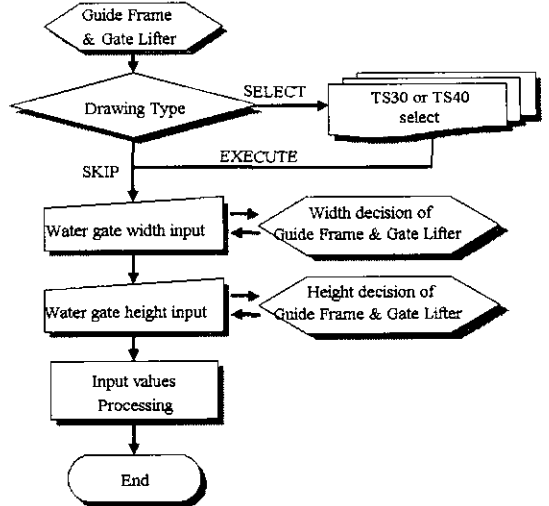 Guide Frame
& Gate Lifter
Drawing Type
SELECT
TS30 or TS40
select
SKIP
EXECUTE
Water gate width input
Width decision of
Guide Frame & Gate Lifter
Water gate height input
Height decision of
Guide Frame & Gate Lifter
Input values
Processing
End